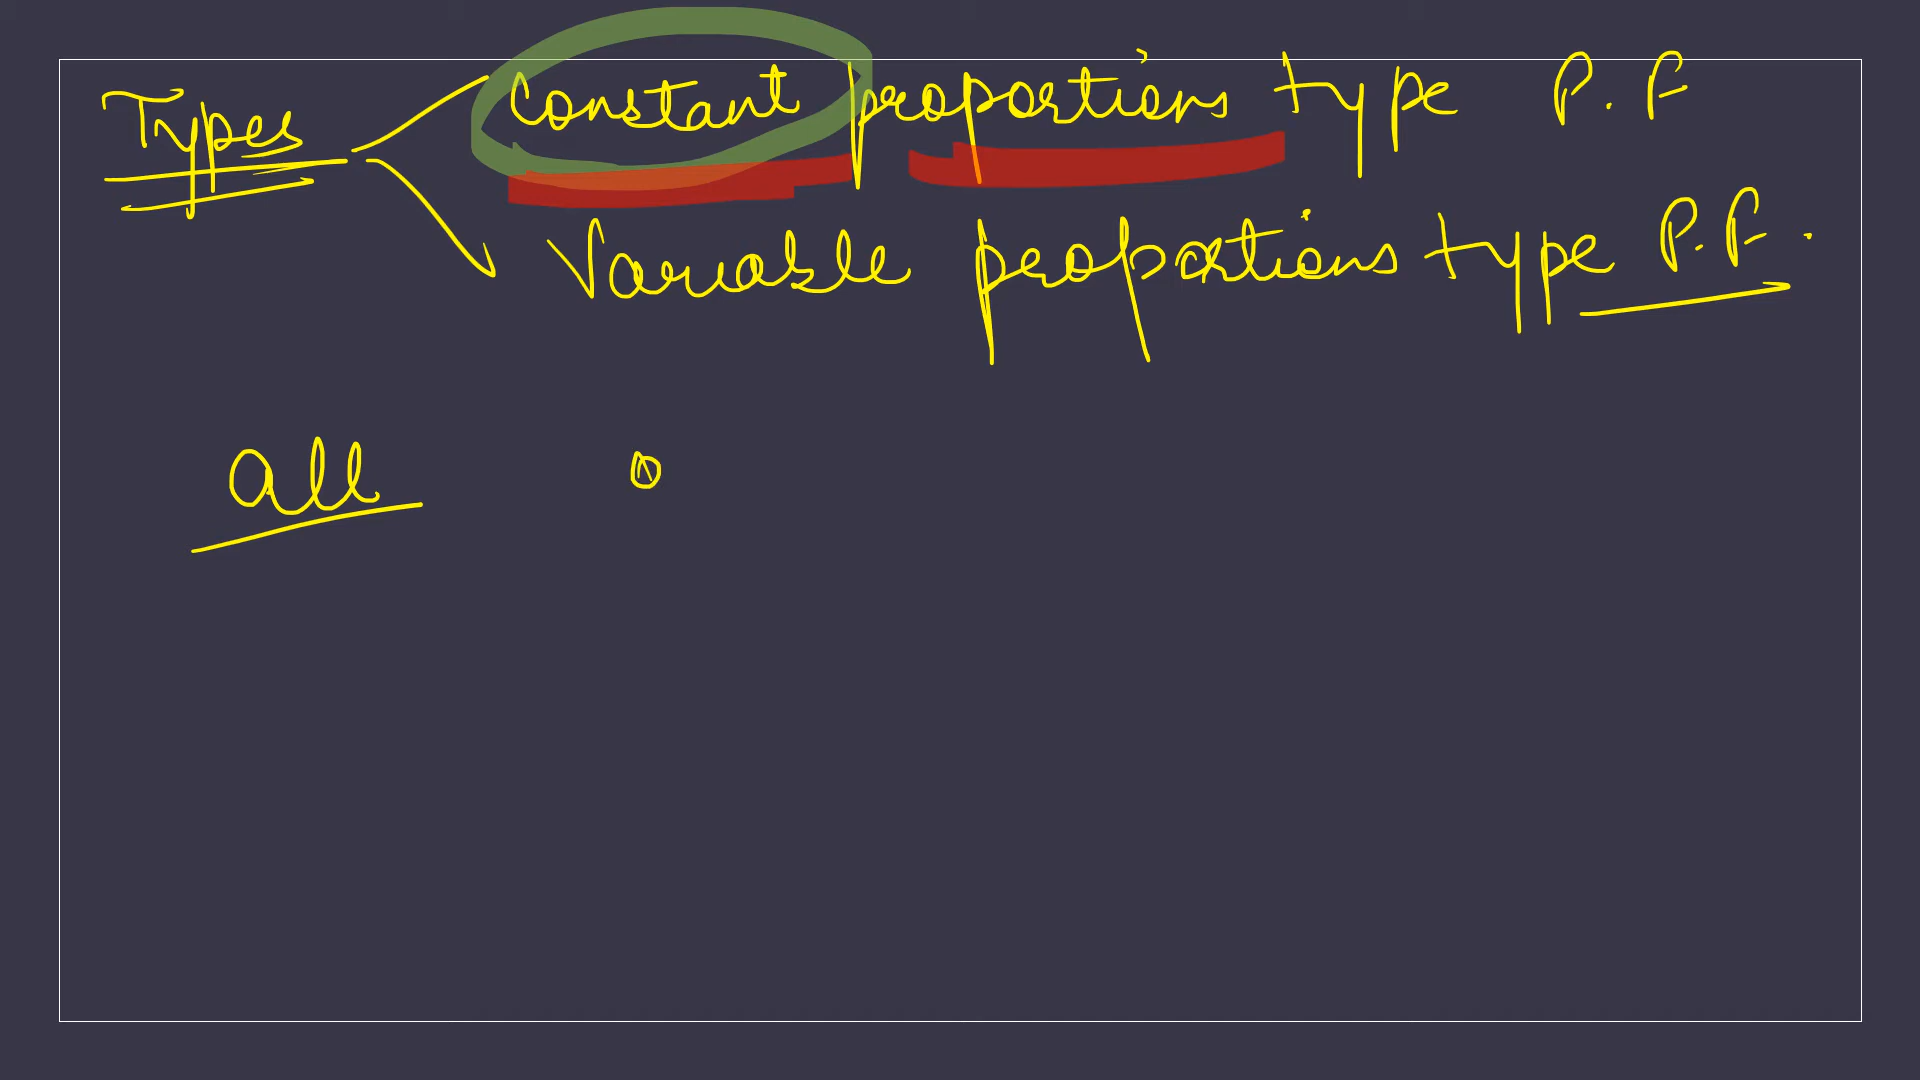 Types Constant proportions type P.F
Variable proportions type P.F.
all